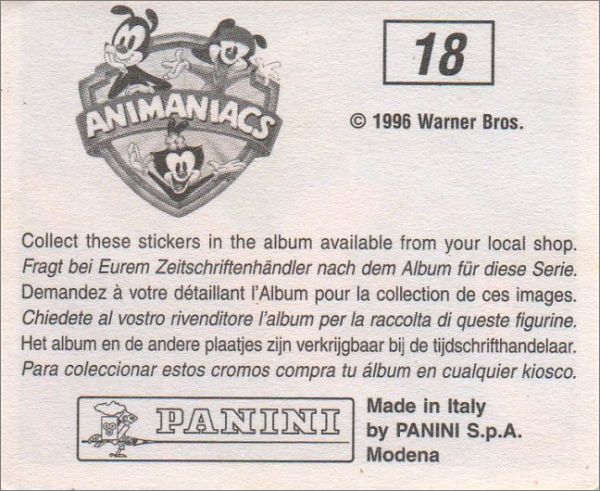 ANIMANIACS
18
© 1996 Warner Bros.
Collect these stickers in the album available from your local shop.
Fragt bei Eurem Zeitschriftenhändler nach dem Album für diese Serie.
Demandez à votre détaillant l'Album pour la collection de ces images.
Chiedete al vostro rivenditore l'album per la raccolta di queste figurine.
Het album en de andere plaatjes zijn verkrijgbaar bij de tijdschrifthandelaar.
Para coleccionar estos cromos compra tu álbum en cualquier kiosco.
PANINI
Made in Italy
by PANINI S.p.A.
Modena